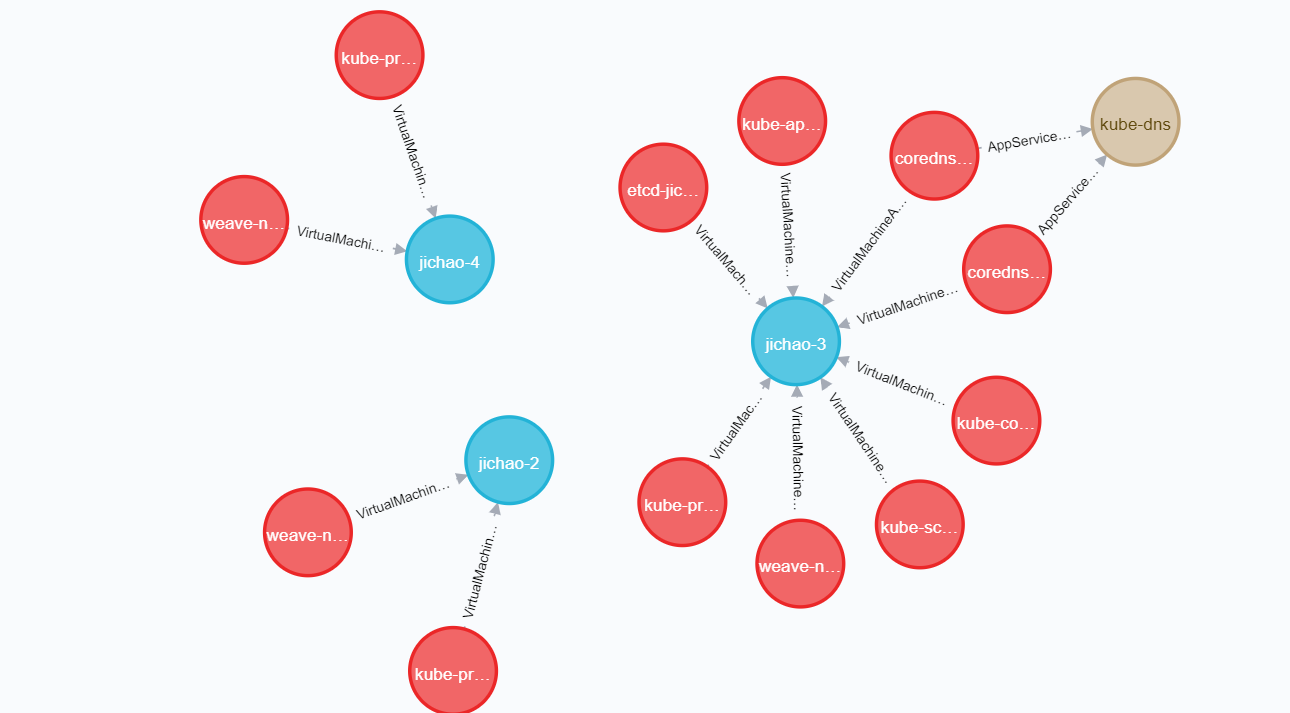 kube-pr...
VirtualMachin...
weave-n...
VirtualMachi...
jichao-4
kube-ap...
etcd-jic...
coredns...
kube-dns
AppService...
AppService...
VirtualMachine...
VirtualMach...
VirtualMachineA...
coredns...
VirtualMachine...
jichao-3
VirtualMachin...
kube-co...
VirtualMac...
VirtualMachine...
VirtualMachine...
kube-pr...
weave-n...
kube-sc...
jichao-2
VirtualMachin...
weave-n...
VirtualMachin...
kube-pr...